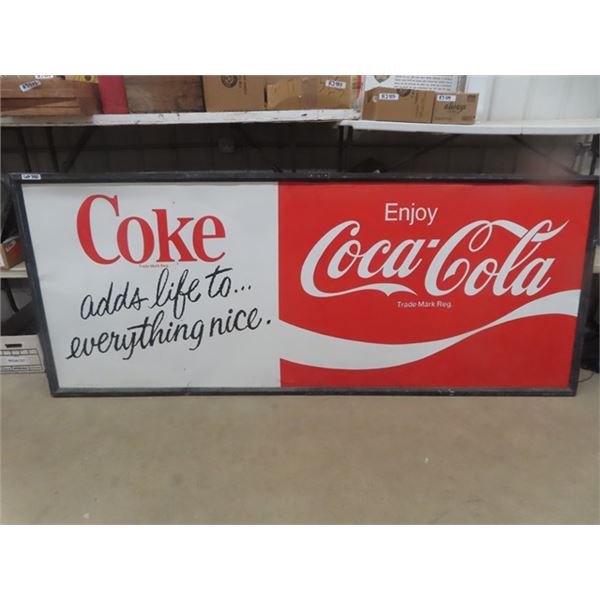 Coke
Trade Mark Reg.
adds life to...
everything nice.
Enjoy
Coca-Cola
Trade Mark Reg.